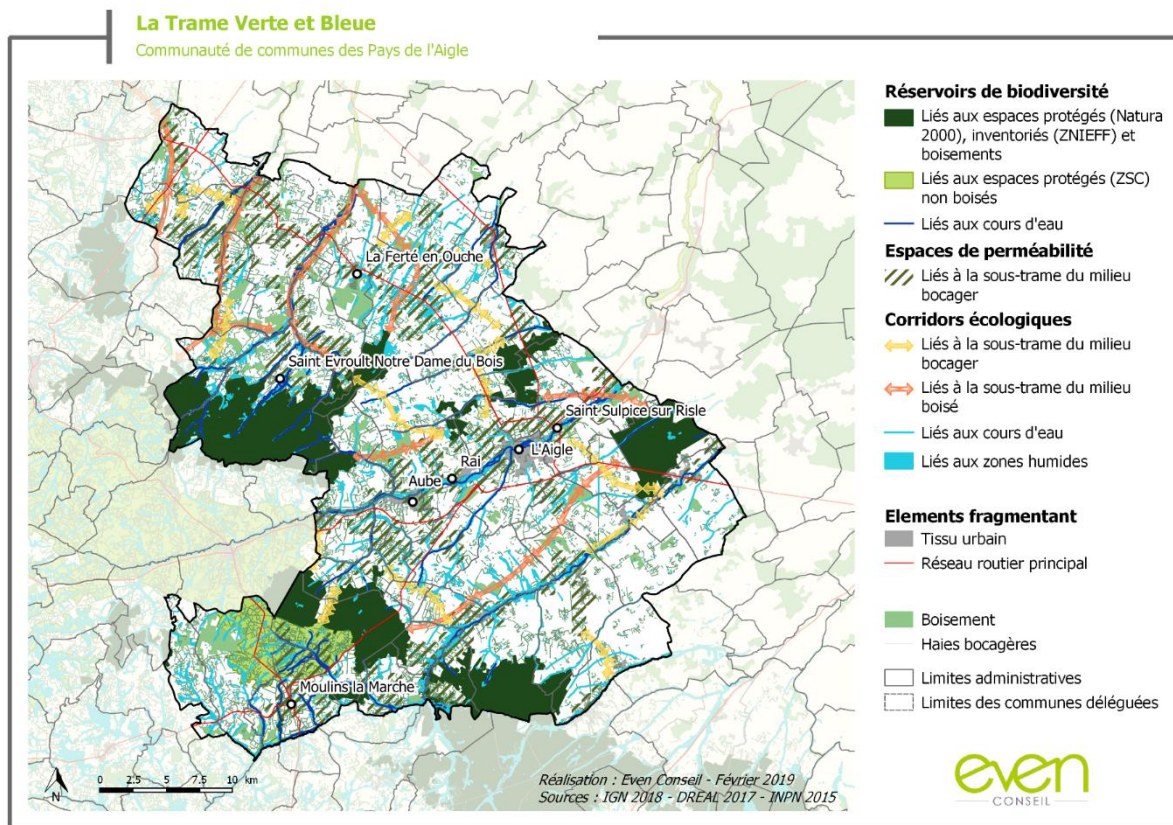 La Trame Verte et Bleue
Communauté de communes des Pays de l'Aigle
La Ferté en Ouche
Saint Evroult Notre Dame du Bois
Saint Sulpice sur Risle
L'Aigle
Rai
Aube
Moulins la Marche
N
0 2.5 5 7.5 10 km
Réalisation : Even Conseil - Février 2019
Sources : IGN 2018 - DREAL 2017 - INPN 2015
Réservoirs de biodiversité
Liés aux espaces protégés (Natura
2000), inventoriés (ZNIEFF) et
boisements
Liés aux espaces protégés (ZSC)
non boisés
Liés aux cours d'eau
Espaces de perméabilité
Liés à la sous-trame du milieu
bocager
Corridors écologiques
Liés à la sous-trame du milieu
bocager
Liés à la sous-trame du milieu
boisé
Liés aux cours d'eau
Liés aux zones humides
Elements fragmentant
Tissu urbain
Réseau routier principal
Boisement
Haies bocagères
Limites administratives
Limites des communes déléguées
even
CONSEIL